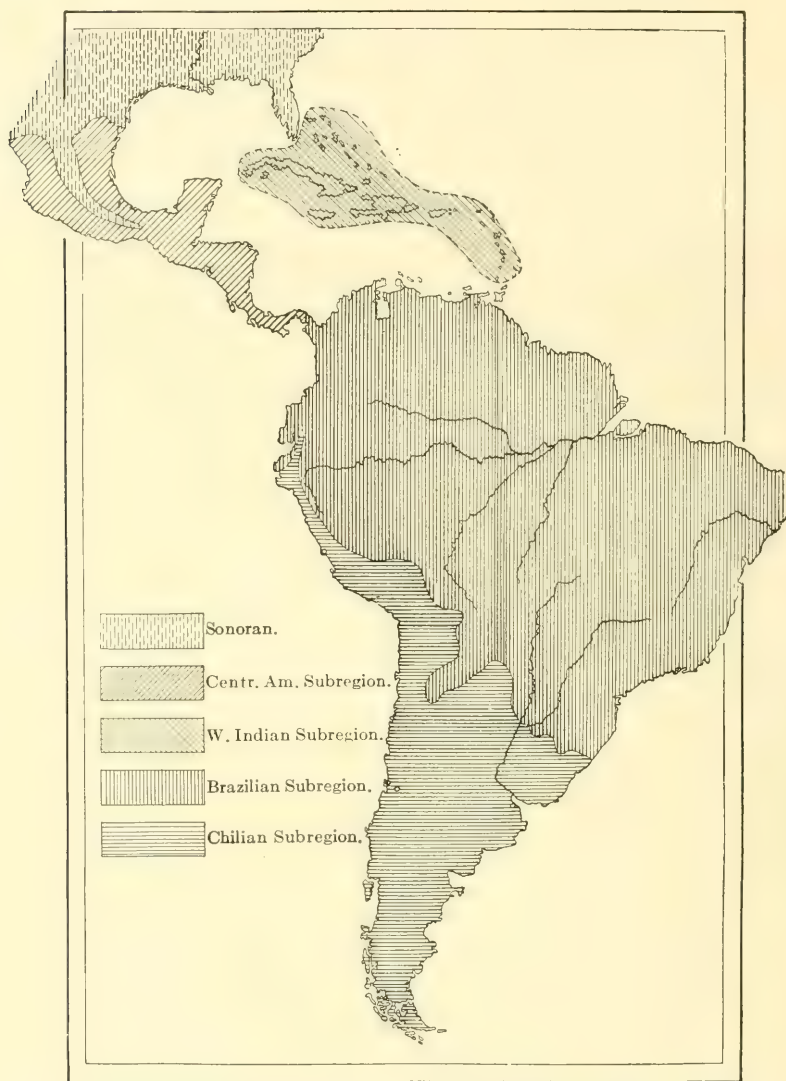 Sonoran.
Centr. Am. Subregion.
W. Indian Subregion.
Brazilian Subregion.
Chilian Subregion.